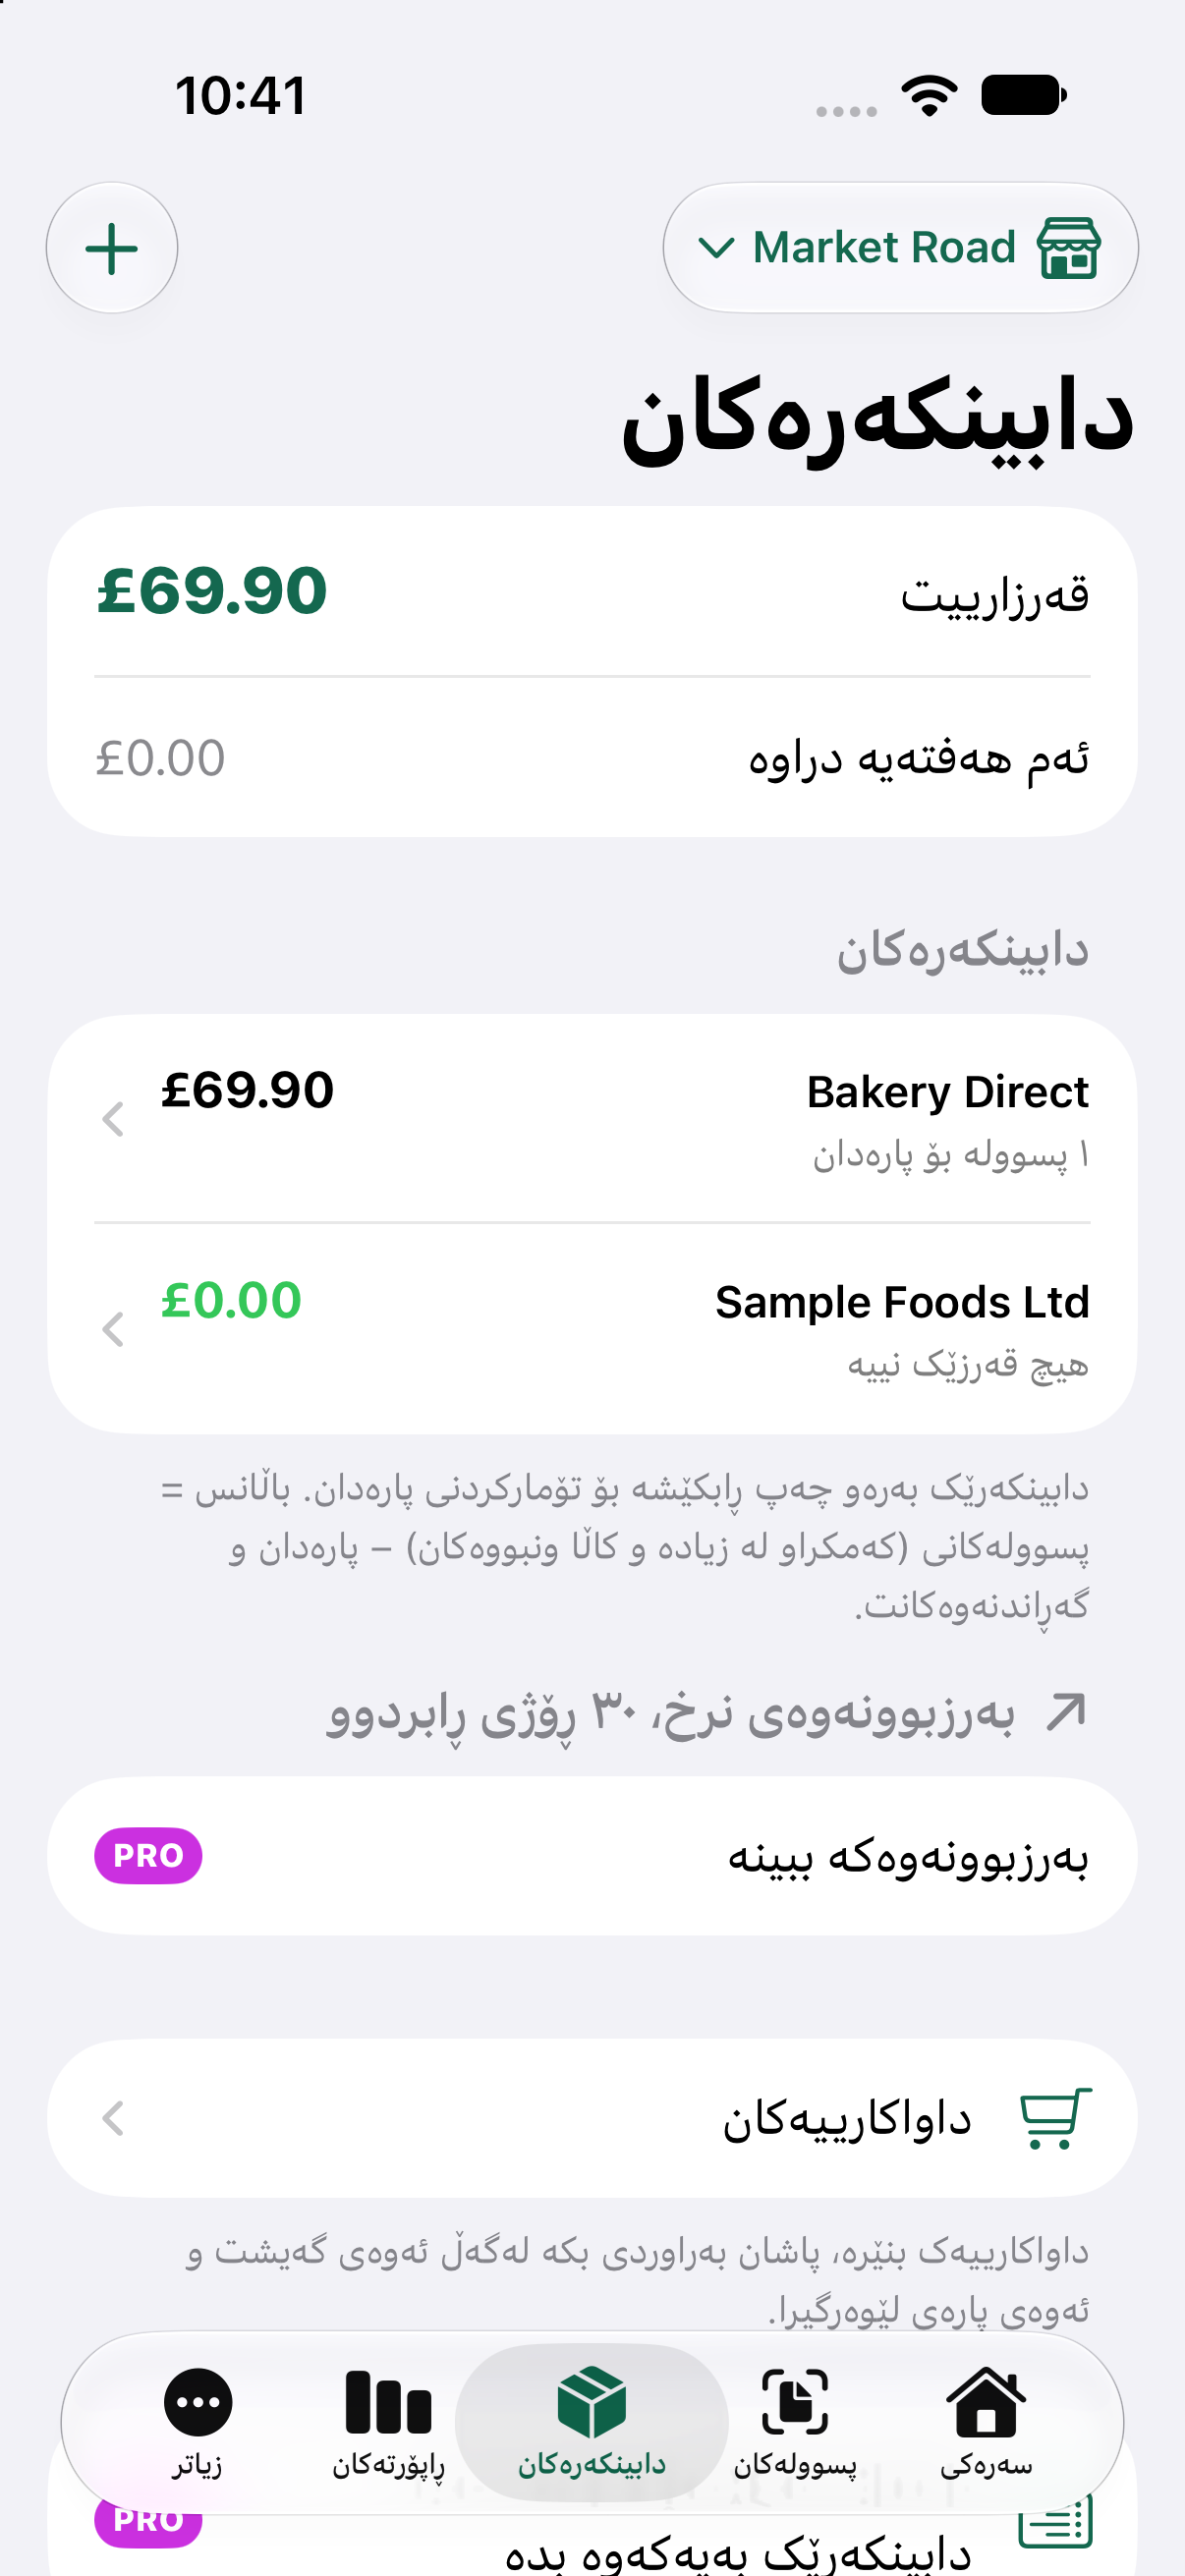 10:41
Market Road
دابینکەرەکان
قەرزارییت
£69.90
ئەم هەفتەیە دراوە
£0.00
دابینکەرەکان
Bakery Direct
£69.90
١ پسوولە بۆ پارەدان
Sample Foods Ltd
£0.00
هیچ قەرزێک نییە
دابینکەرێک بەرەو چەپ ڕابکێشە بۆ تۆمارکردنی پارەدان. باڵانس =
پسوولەکانی (کەمکراو لە زیادە و کاڵا ونبووەکان) – پارەدان و
گەڕاندنەوەکانت.
بەرزبوونەوەی نرخ، ٣٠ ڕۆژی ڕابردوو
بەرزبوونەوەکە ببینە
PRO
داواکارییەکان
داواکارییەک بنێرە، پاشان بەراوردی بکە لەگەڵ ئەوەی گەیشت و
ئەوەی پارەی لێوەرگیرا.
سەرەکی
پسوولەکان
دابینکەرەکان
ڕاپۆرتەکان
زیاتر
دابینکەرێک بەیەکەوە بدە
PRO